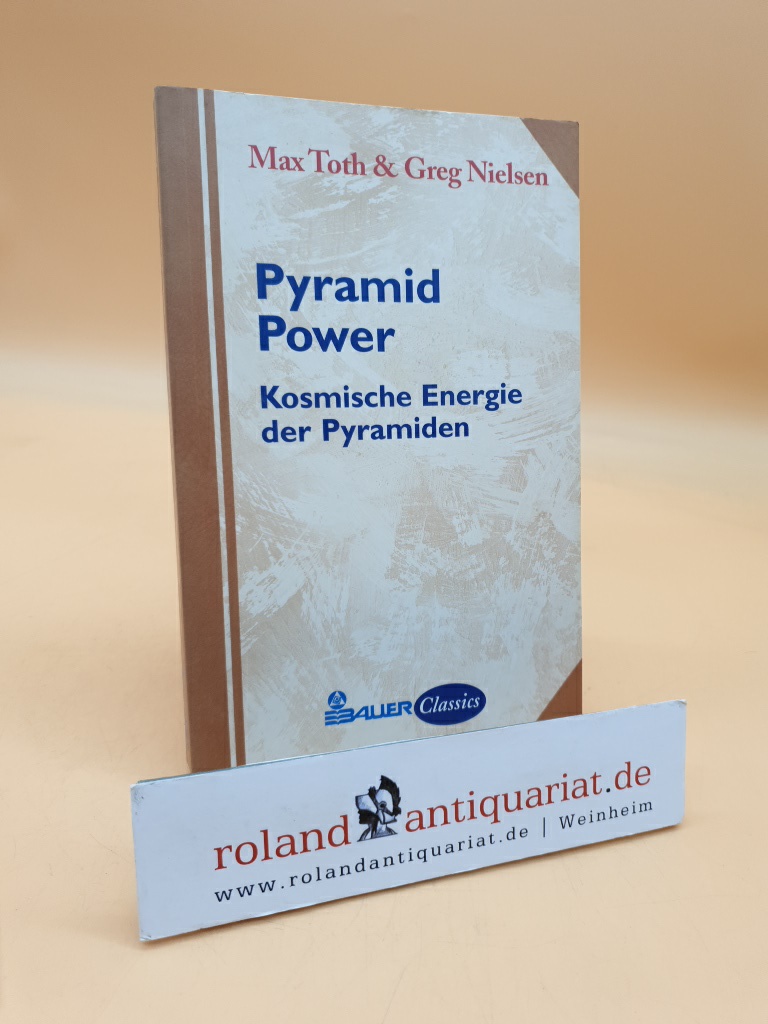 Max Toth & Greg Nielsen
Pyramid
Power
Kosmische Energie
der Pyramiden
BAUER Classics
roland antiquariat.de
www.rolandantiquariat.de | Weinheim